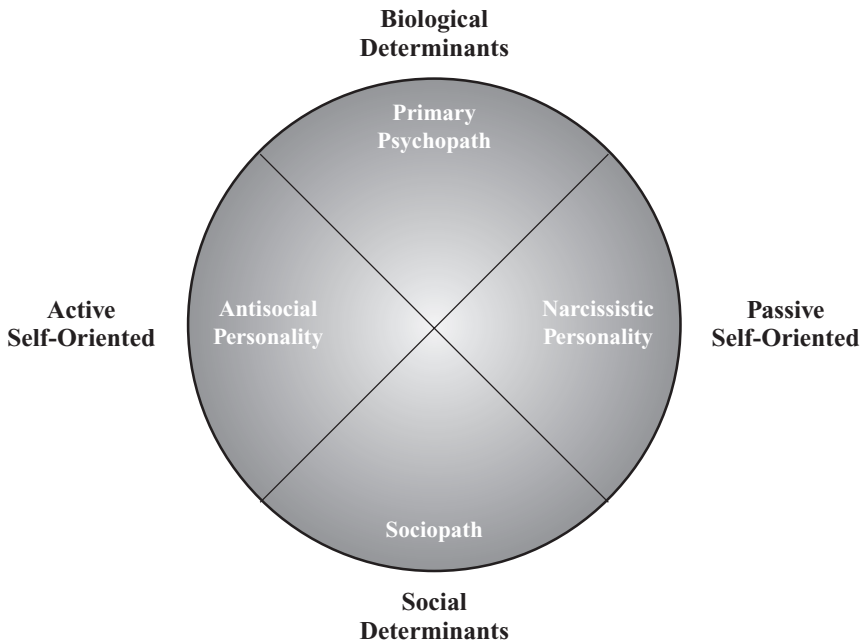 Biological
Determinants
Primary
Psychopath
Active
Self-Oriented
Antisocial
Personality
Narcissistic
Personality
Passive
Self-Oriented
Sociopath
Social
Determinants